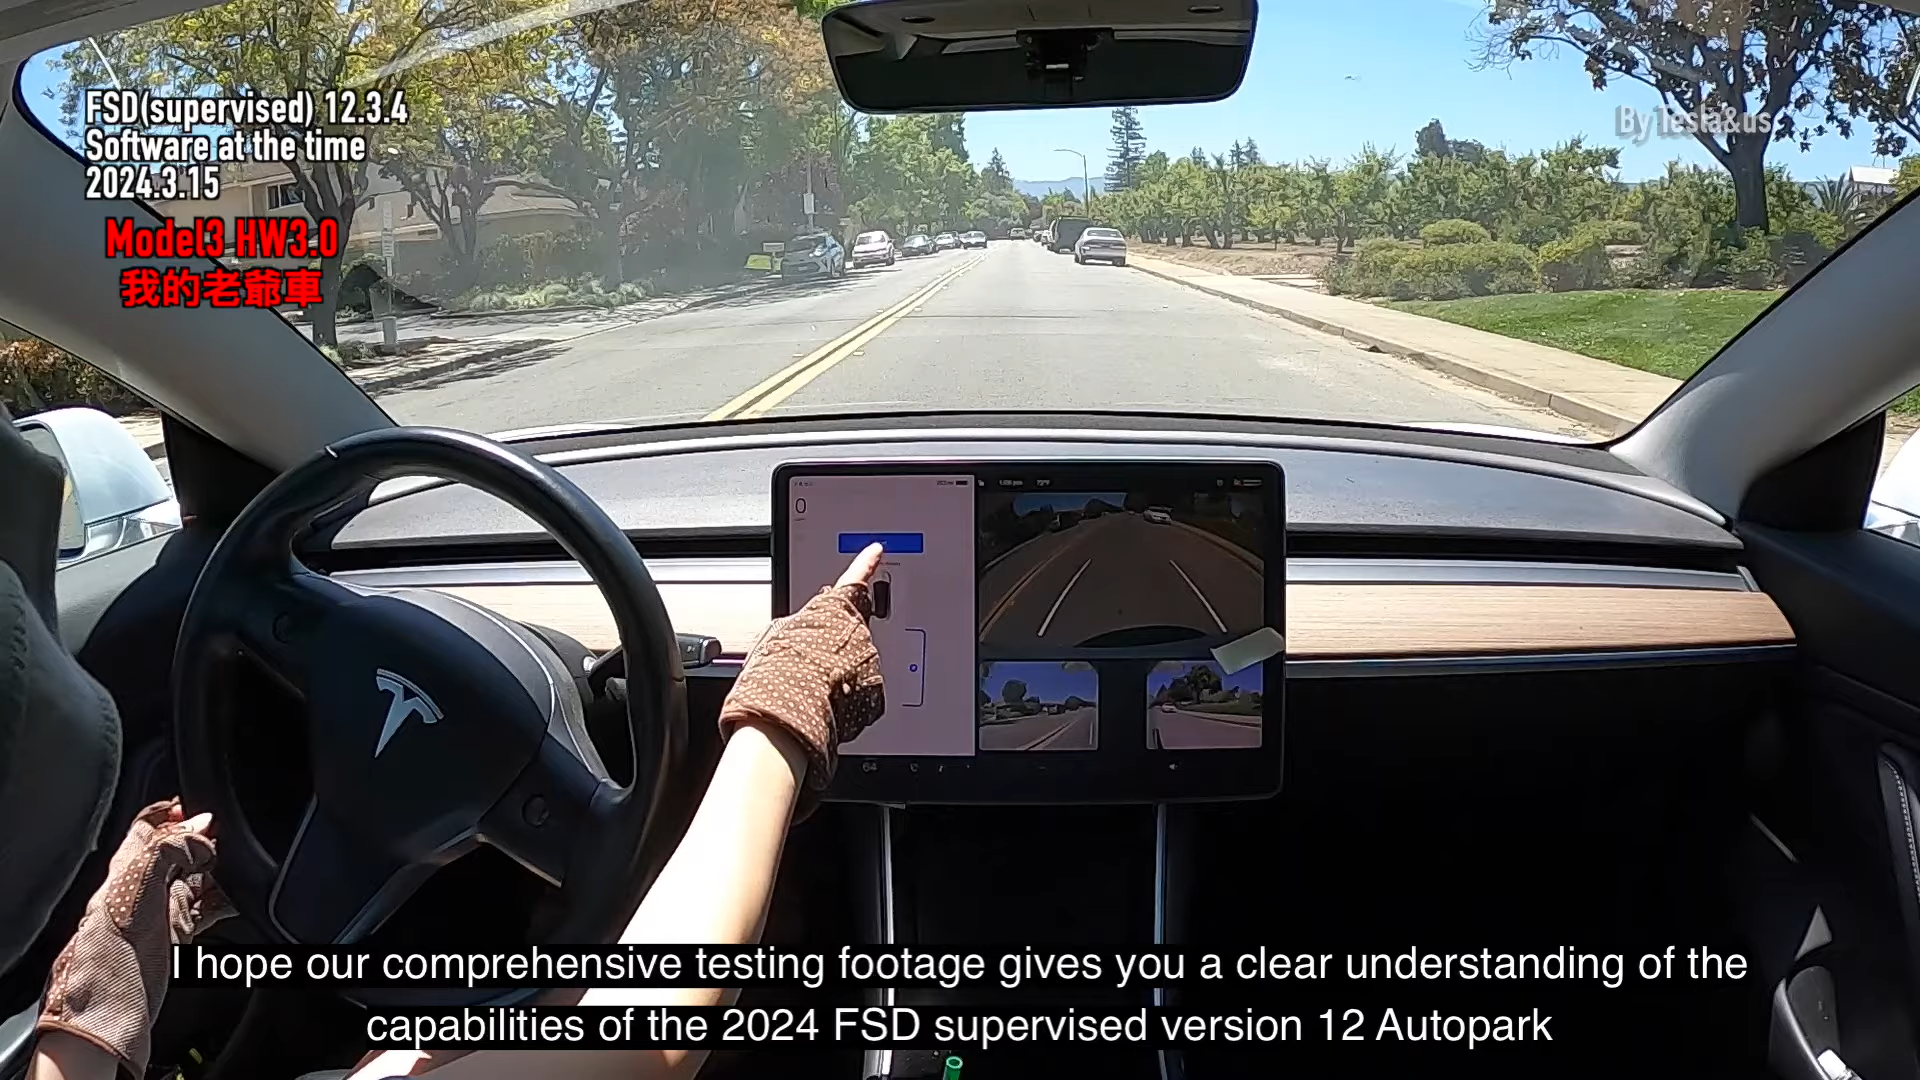 FSD(supervised) 12.3.4
Software at the time
2024.3.15
Model3 HW3.0
我的老爺車
By Tesla&us
0
64
I hope our comprehensive testing footage gives you a clear understanding of the
capabilities of the 2024 FSD supervised version 12 Autopark